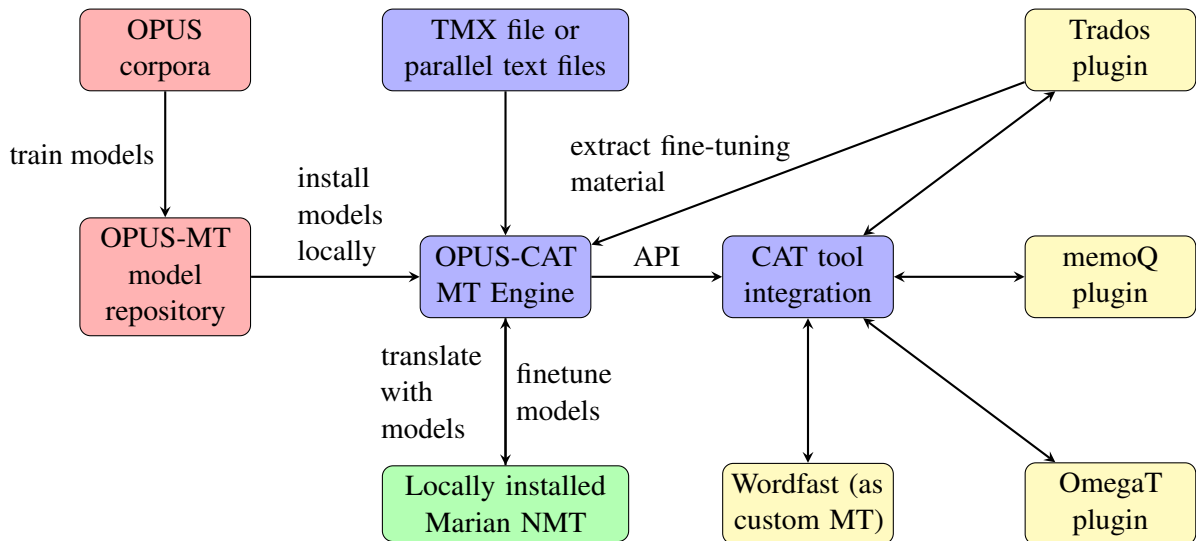 OPUS
corpora
TMX file or
parallel text files
Trados
plugin
train models
extract fine-tuning
material
install
models
locally
OPUS-MT
model
repository
OPUS-CAT
MT Engine
API
CAT tool
integration
memoQ
plugin
translate
with
models
finetune
models
Locally installed
Marian NMT
Wordfast (as
custom MT)
OmegaT
plugin